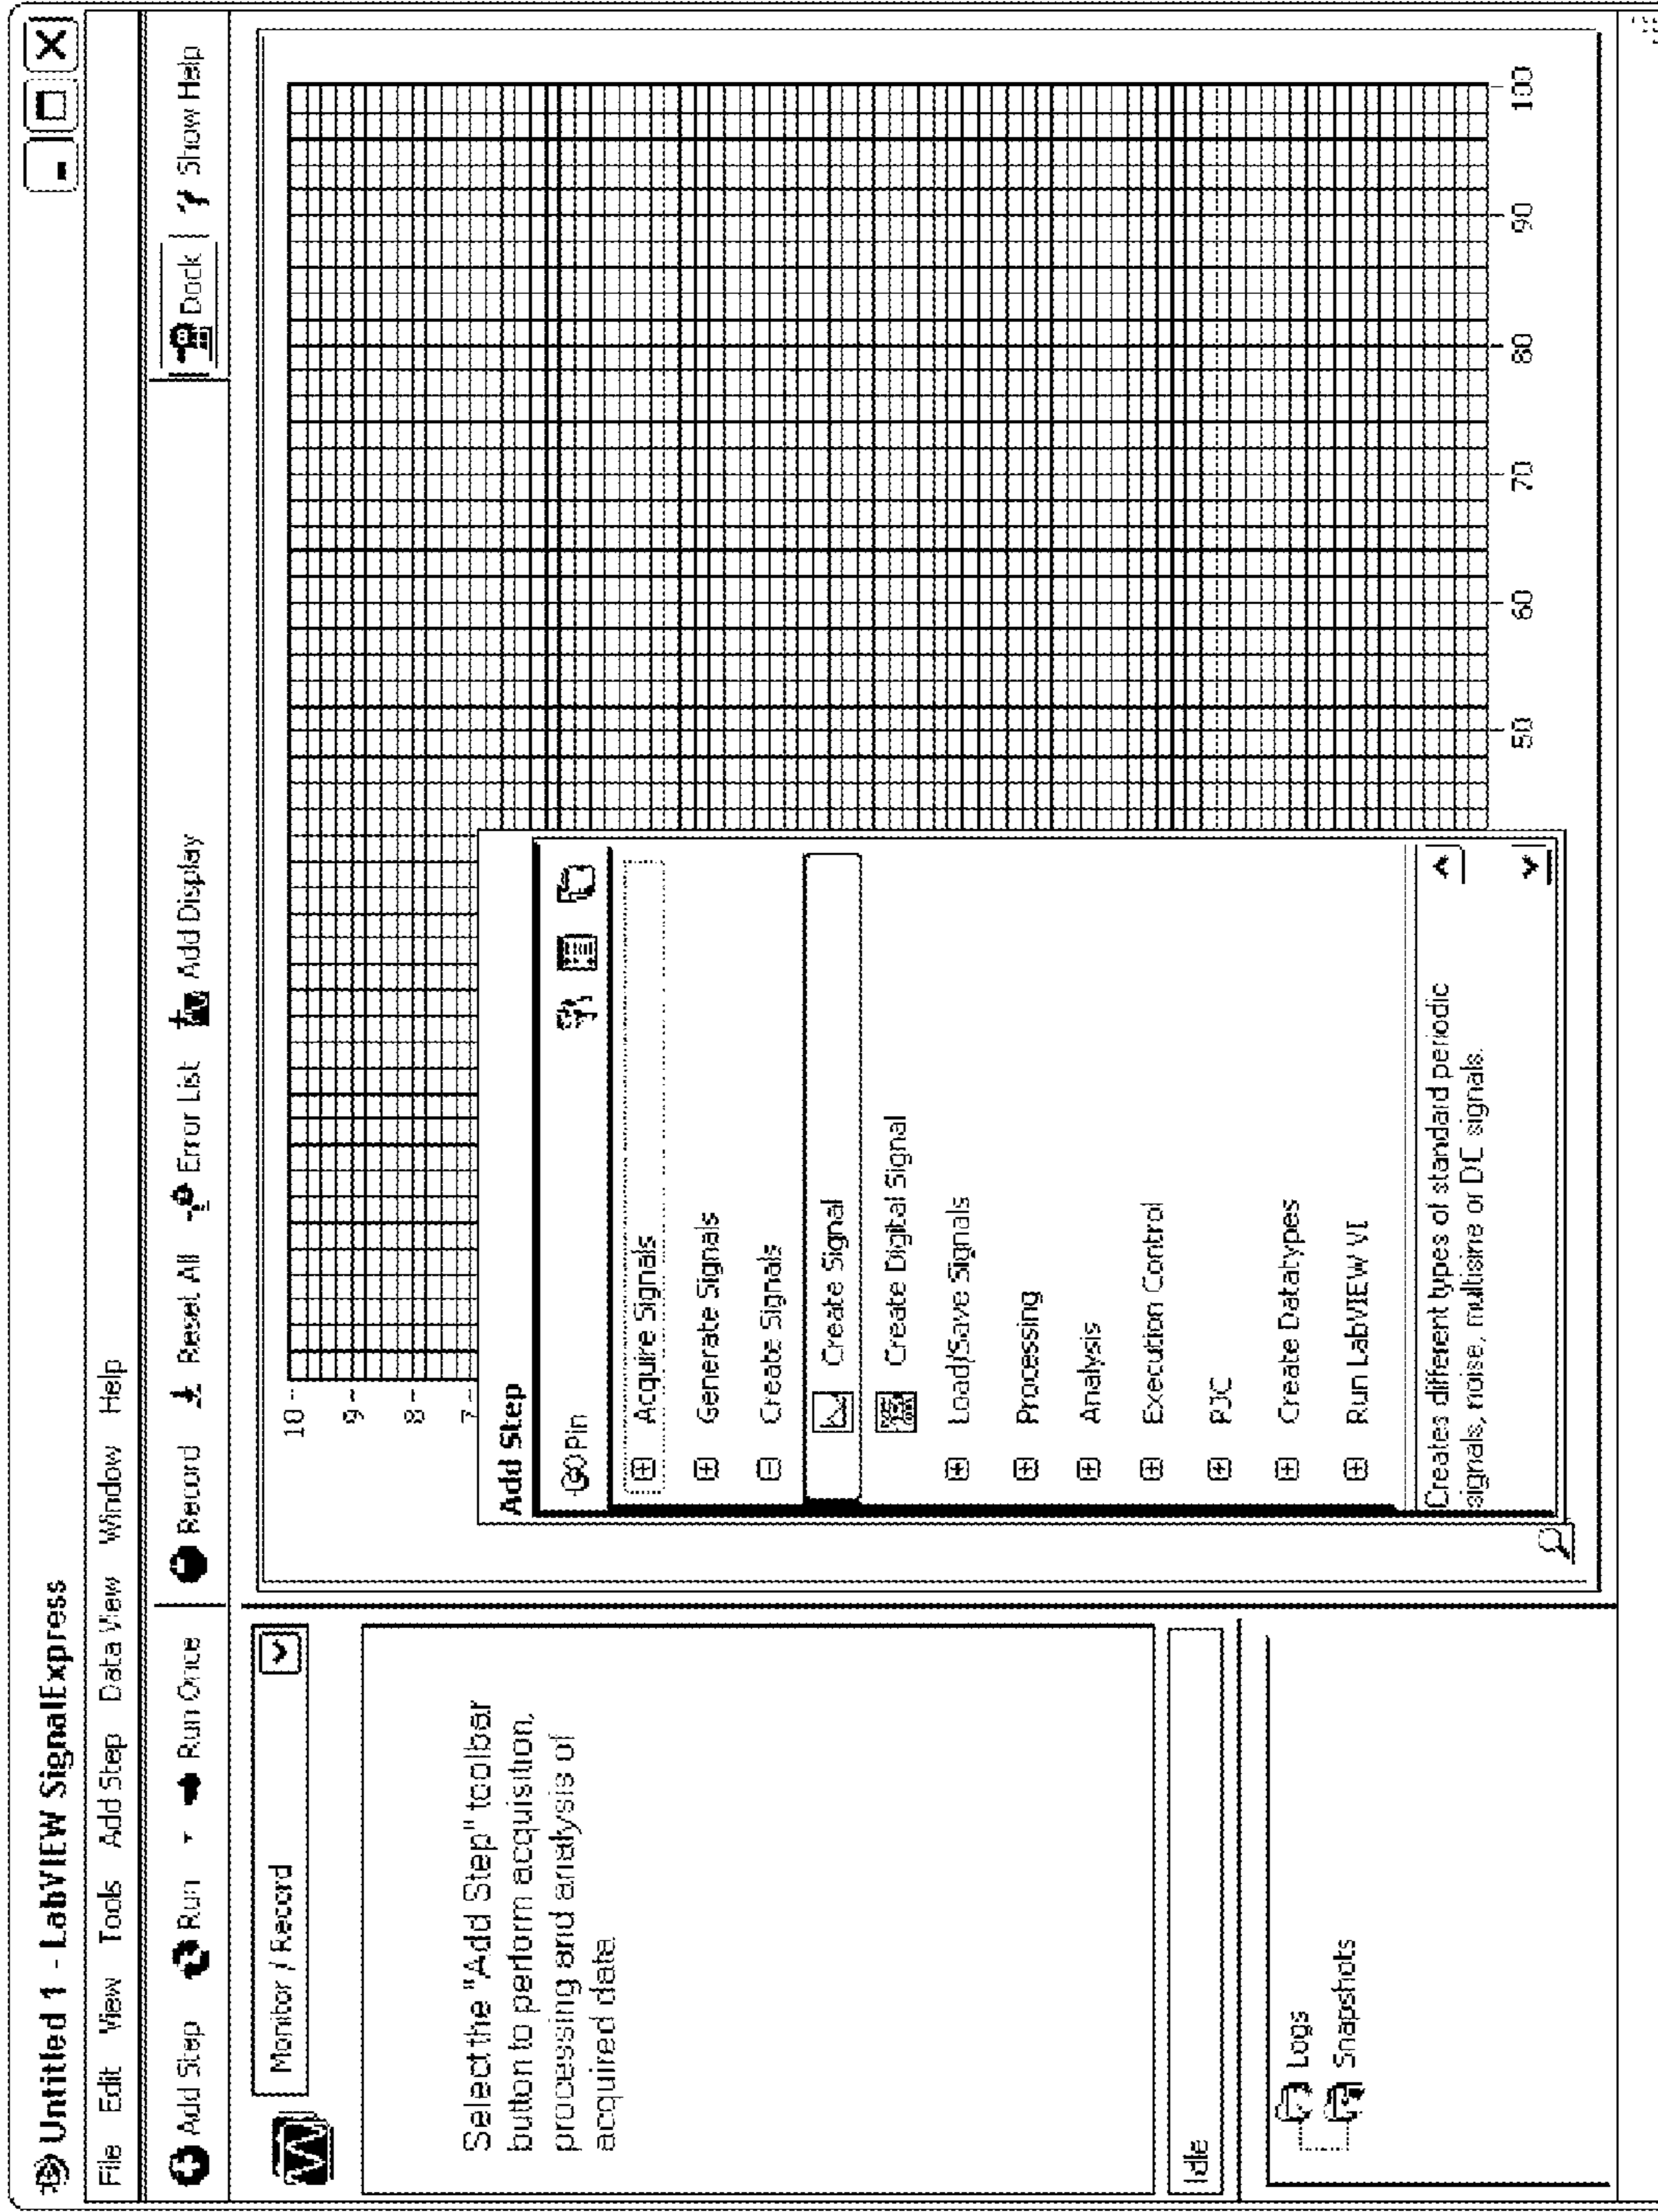 Untitled 1 - LabVIEW SignalExpress
File Edit View Tools Add Step Data View Window Help
Add Step Run Run Once Record Reset All Error List Add Display Dock Show Help
Monitor / Record
Select the "Add Step" toolbar
button to perform acquisition,
processing and analysis of
acquired data
Idle
Logs
Snapshots
10
9
8
7
Add Step
Pin
Acquire Signals
Generate Signals
Create Signals
Create Signal
Create Digital Signal
Load/Save Signals
Processing
Analysis
Execution Control
Create Datatypes
Run LabVIEW VI
Creates different types of standard periodic
signals, noise, multisine or DC signals.
50 60 70 80 90 100